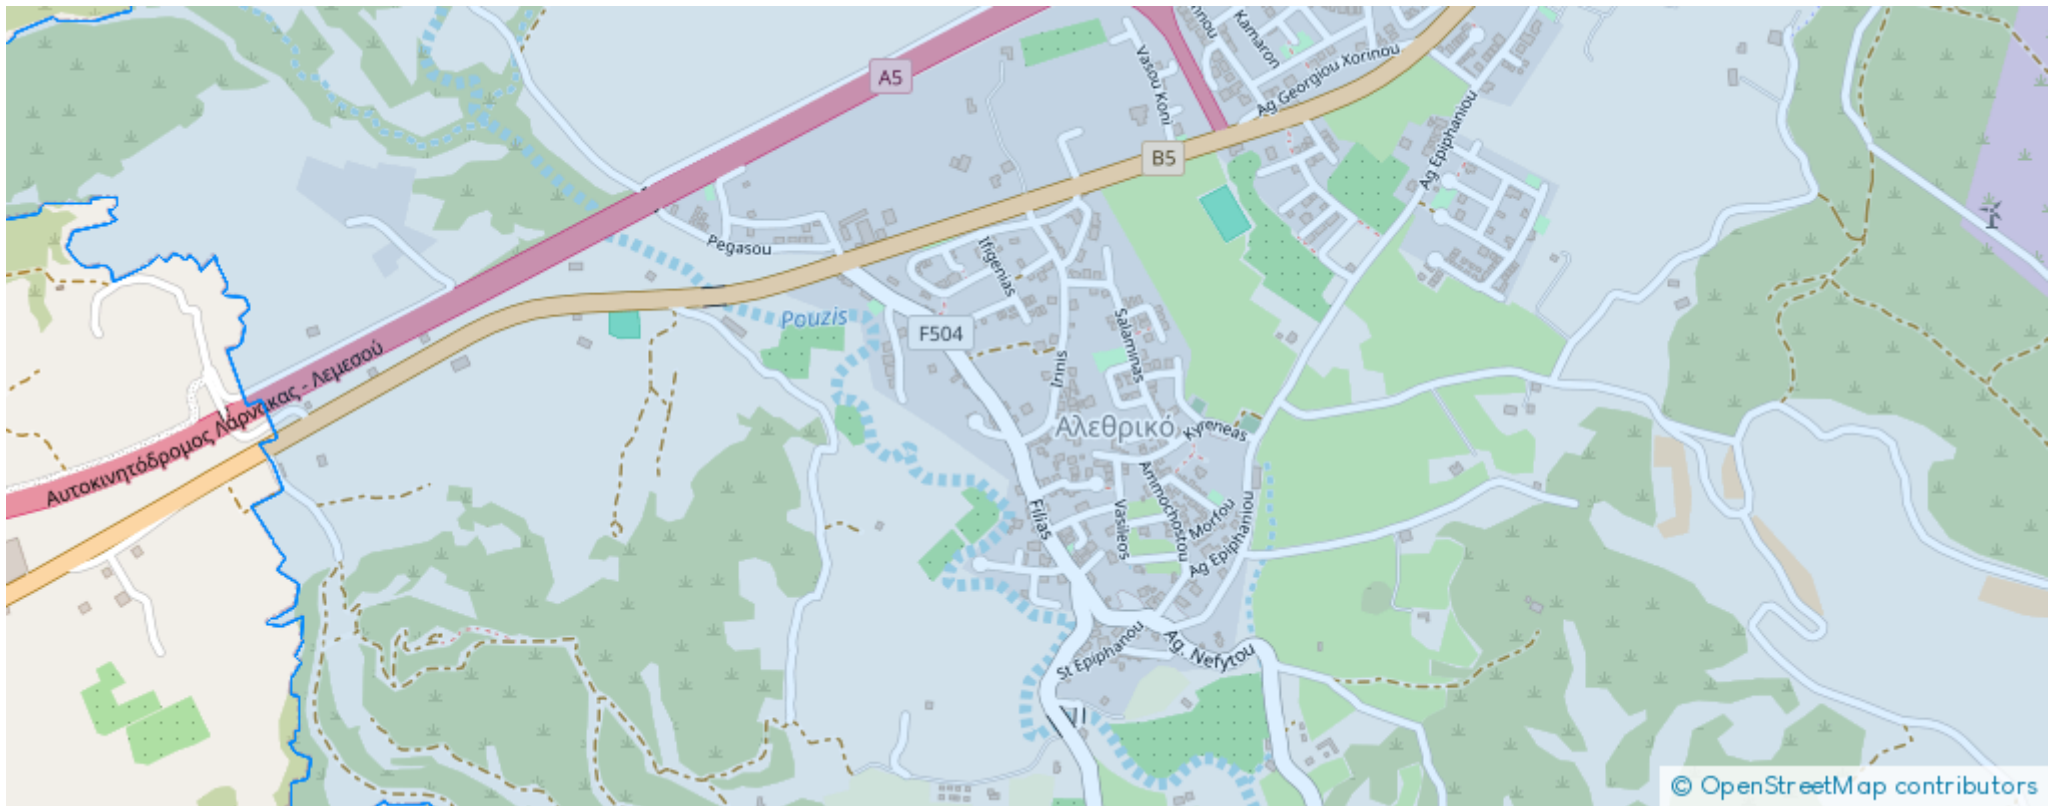 A5
Vasou Koni
Kamaron
Ag Georgiou Xorinou
B5
Ag Epiphaniou
Pegasou
Ifigenias
Pouzis
F504
Salaminas
Irinis
Αυτοκινητόδρομος Λάρνακας - Λεμεσού
Αλεθρικό
Kyreneas
Filias
Vasileos
Ammochostou
Morfou
Ag Epiphaniou
St Epiphanou
Ag. Nefytou
© OpenStreetMap contributors